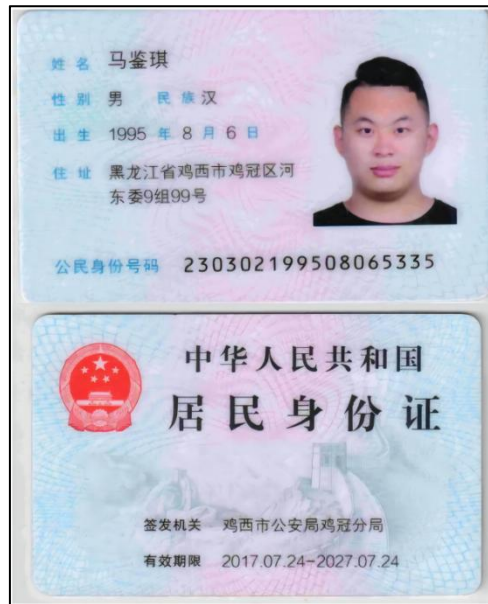 姓名 马鉴琪
性别 男 民族 汉
出生 1995 年 8 月 6 日
住址 黑龙江省鸡西市鸡冠区河
东委9组99号
公民身份号码 230302199508065335
中华人民共和国
居民身份证
签发机关 鸡西市公安局鸡冠分局
有效期限 2017.07.24-2027.07.24